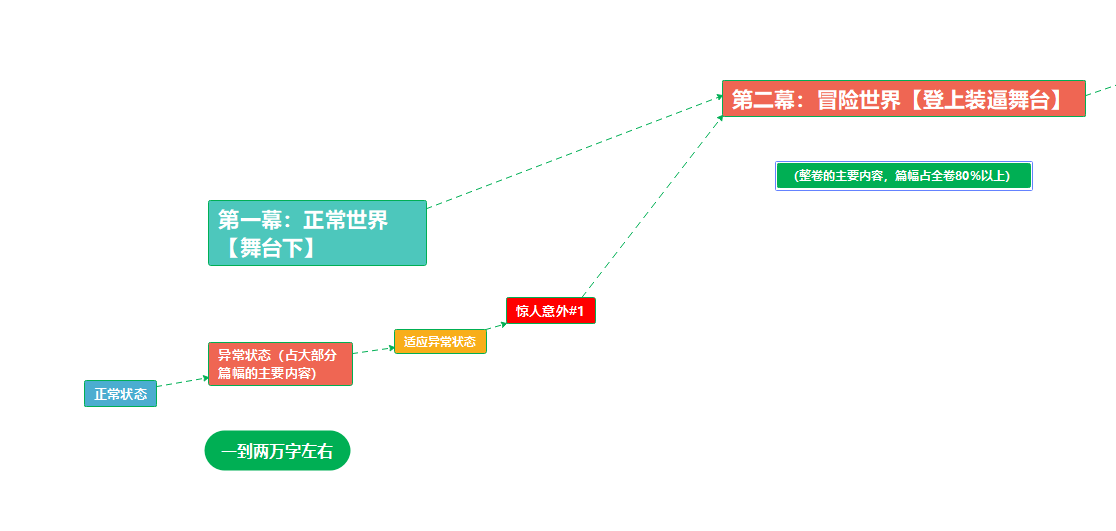 第二幕：冒险世界【登上装逼舞台】
（整卷的主要内容，篇幅占全卷80%以上）
第一幕：正常世界
【舞台下】
惊人意外#1
适应异常状态
异常状态（占大部分
篇幅的主要内容）
正常状态
一到两万字左右